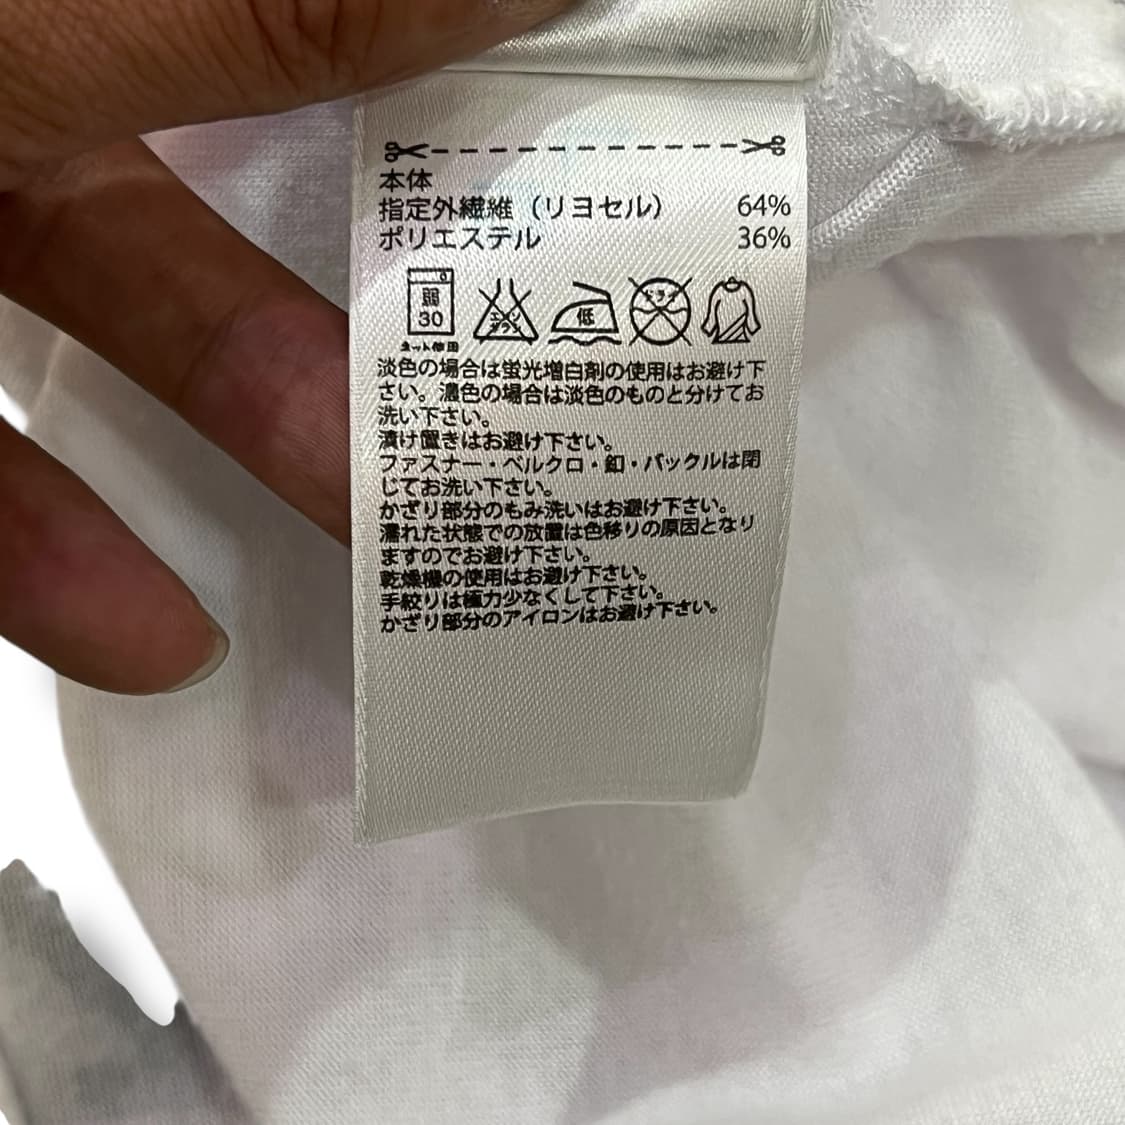 本体
指定外繊維（リヨセル） 64%
ポリエステル 36%
弱 30 ネット使用 エンソサラシ 低 ドライ
淡色の場合は蛍光増白剤の使用はお避け下
さい。濃色の場合は淡色のものと分けてお
洗い下さい。
漬け置きはお避け下さい。
ファスナー・ベルクロ・釦・バックルは閉
じてお洗い下さい。
かざり部分のもみ洗いはお避け下さい。
濡れた状態での放置は色移りの原因となり
ますのでお避け下さい。
乾燥機の使用はお避け下さい。
手絞りは極力少なくして下さい。
かざり部分のアイロンはお避け下さい。